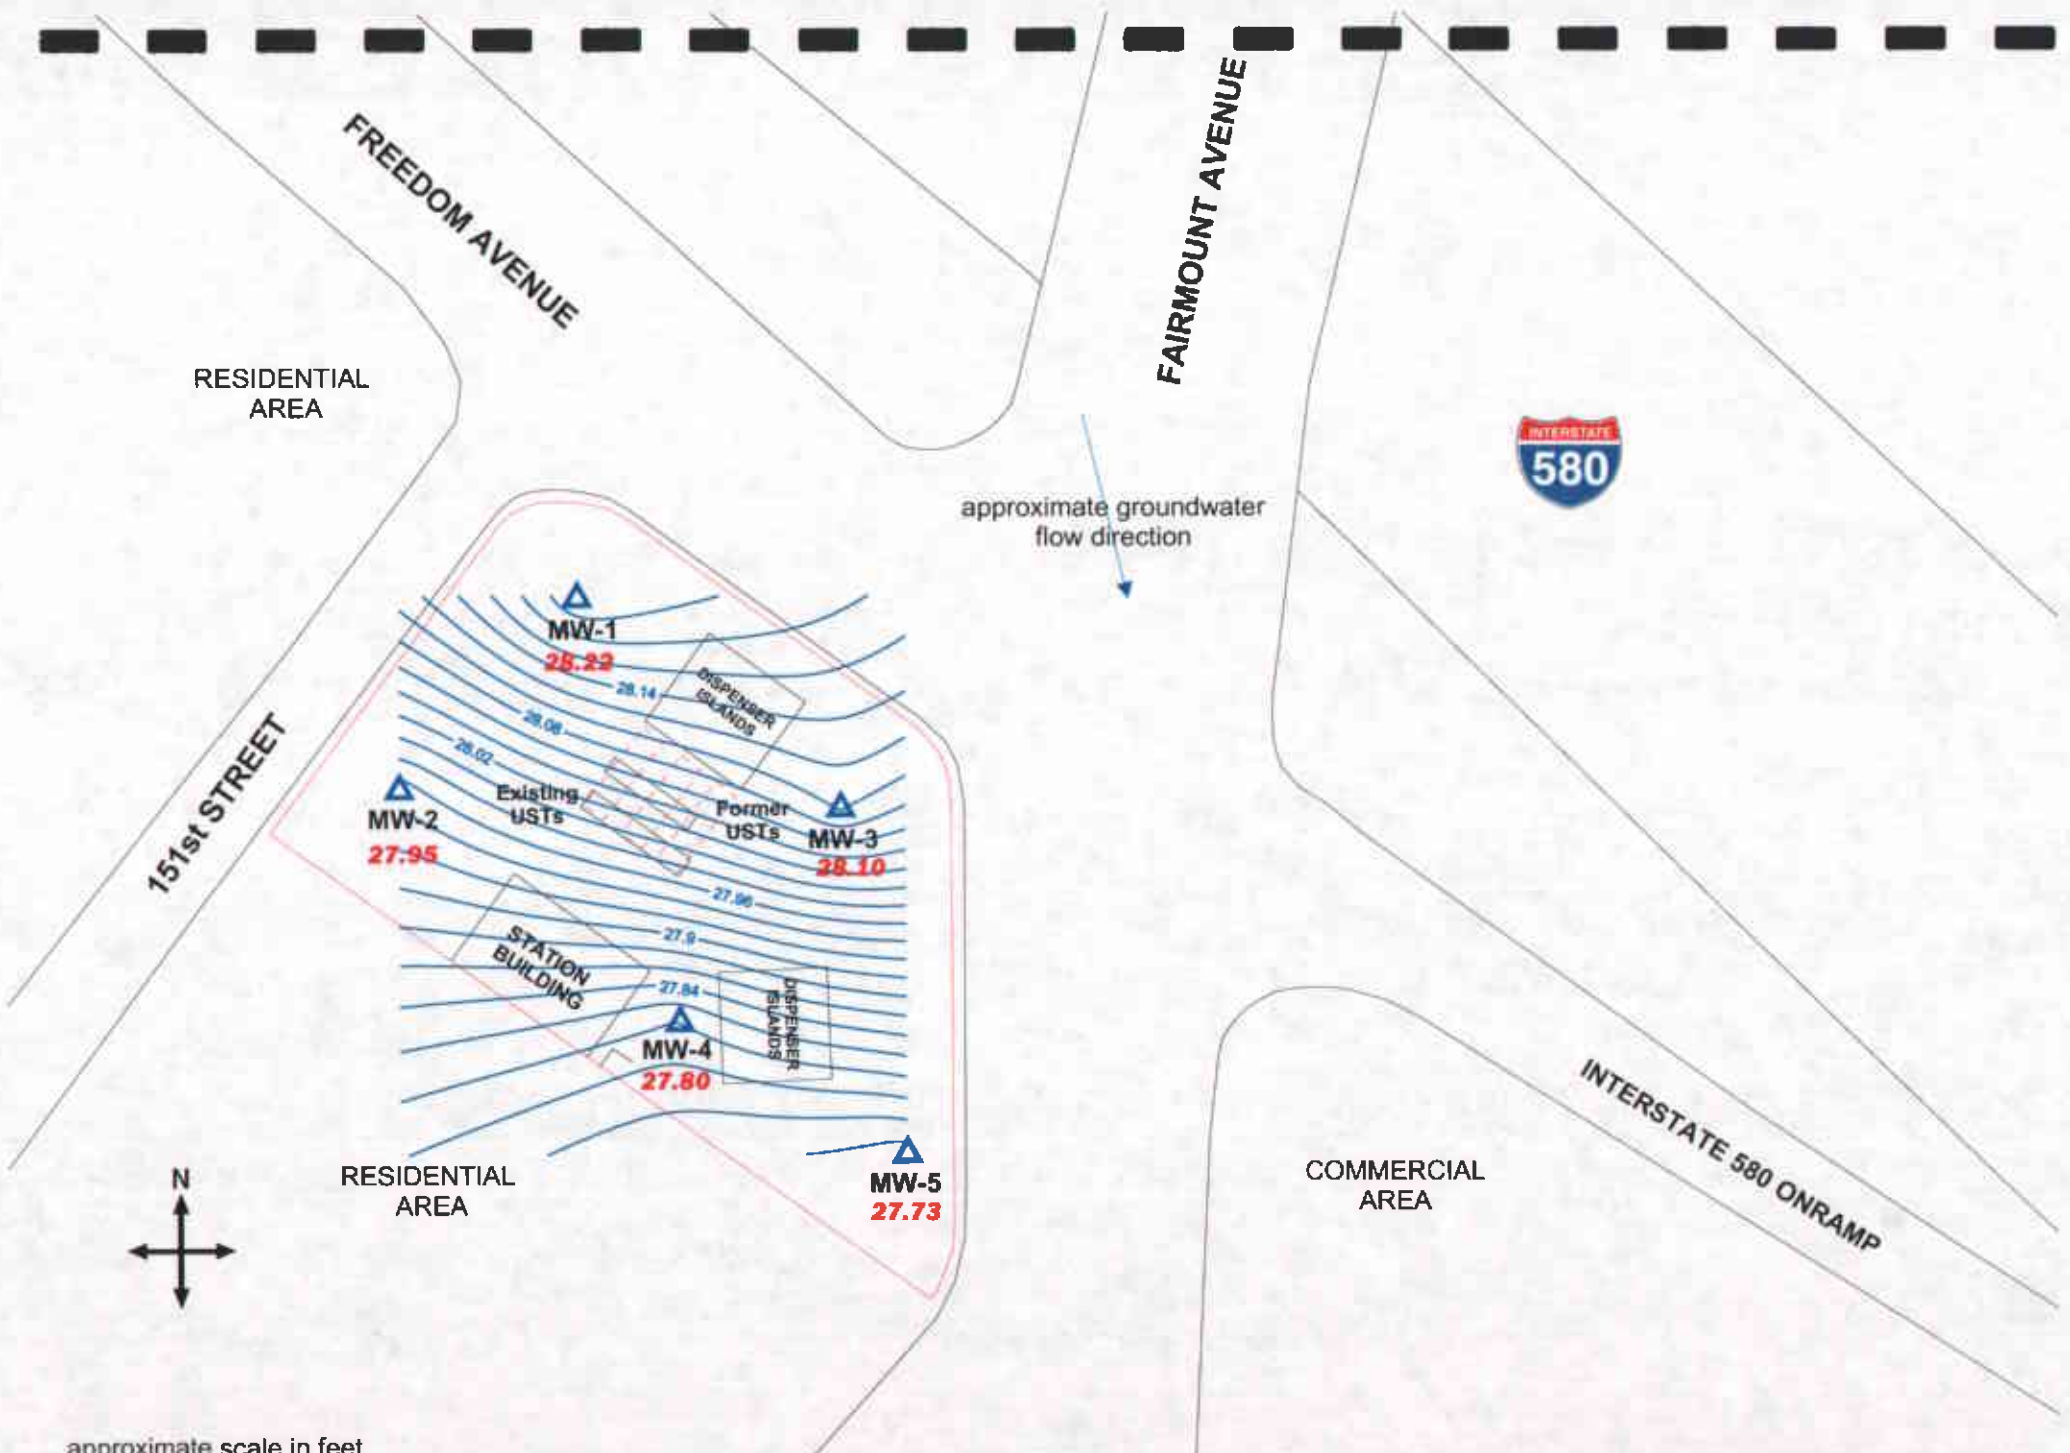 FREEDOM AVENUE
FAIRMOUNT AVENUE
RESIDENTIAL
AREA
INTERSTATE
580
approximate groundwater
flow direction
MW-1
28.22
28.14
DISPENSER
ISLANDS
28.08
28.02
151st STREET
MW-2
27.95
Existing
USTs
Former
USTs
MW-3
28.10
27.96
27.9
STATION
BUILDING
27.84
DISPENSER
ISLANDS
MW-4
27.80
MW-5
27.73
RESIDENTIAL
AREA
N
COMMERCIAL
AREA
INTERSTATE 580 ONRAMP
approximate scale in feet